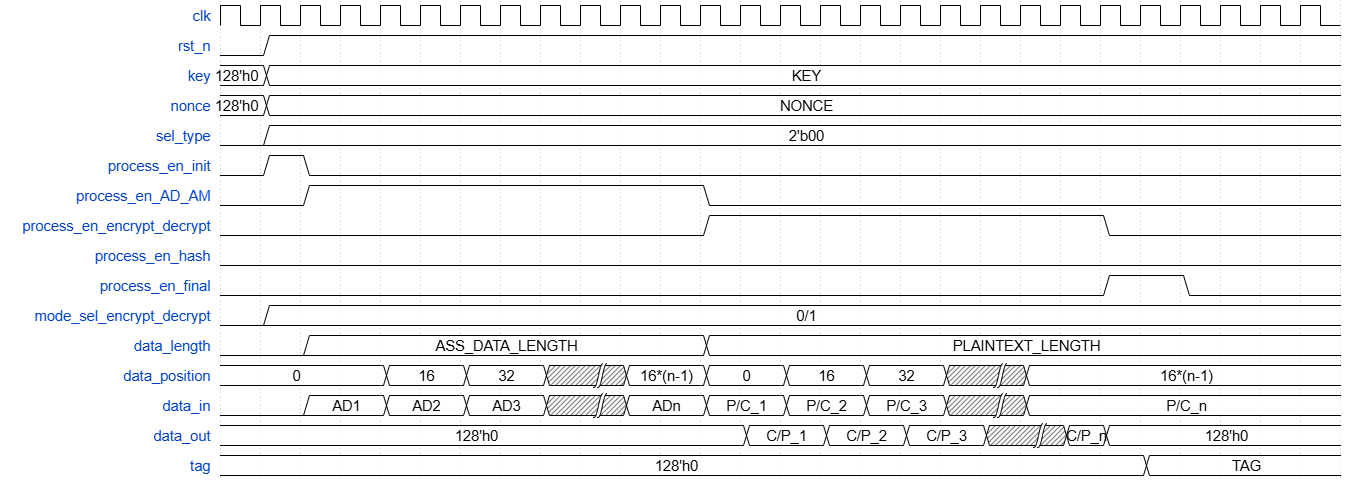 clk
rst_n
key 128'h0 KEY
nonce 128'h0 NONCE
sel_type 2'b00
process_en_init
process_en_AD_AM
process_en_encrypt_decrypt
process_en_hash
process_en_final
mode_sel_encrypt_decrypt 0/1
data_length ASS_DATA_LENGTH PLAINTEXT_LENGTH
data_position 0 16 32 16*(n-1) 0 16 32 16*(n-1)
data_in AD1 AD2 AD3 ADn P/C_1 P/C_2 P/C_3 P/C_n
data_out 128'h0 C/P_1 C/P_2 C/P_3 C/P_n 128'h0
tag 128'h0 TAG